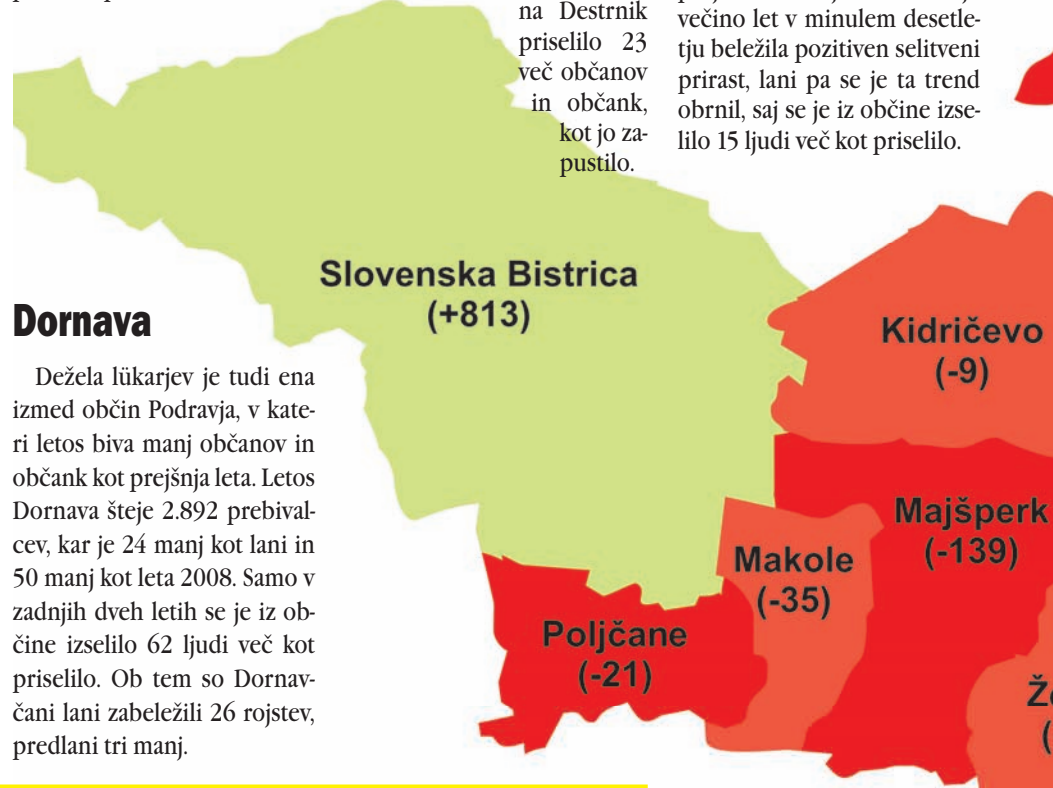 na Destrnik
priselilo 23
več občanov
in občank,
kot jo za-
pustilo.
večino let v minulem desetle-
tju beležila pozitiven selitveni
prirast, lani pa se je ta trend
obrnil, saj se je iz občine izse-
lilo 15 ljudi več kot priselilo.
Slovenska Bistrica
(+813)
Kidričevo
(-9)
Majšperk
(-139)
Makole
(-35)
Poljčane
(-21)
Dornava
Dežela lükarjev je tudi ena
izmed občin Podravja, v kate-
ri letos biva manj občanov in
občank kot prejšnja leta. Letos
Dornava šteje 2.892 prebival-
cev, kar je 24 manj kot lani in
50 manj kot leta 2008. Samo v
zadnjih dveh letih se je iz ob-
čine izselilo 62 ljudi več kot
priselilo. Ob tem so Dornav-
čani lani zabeležili 26 rojstev,
predlani tri manj.